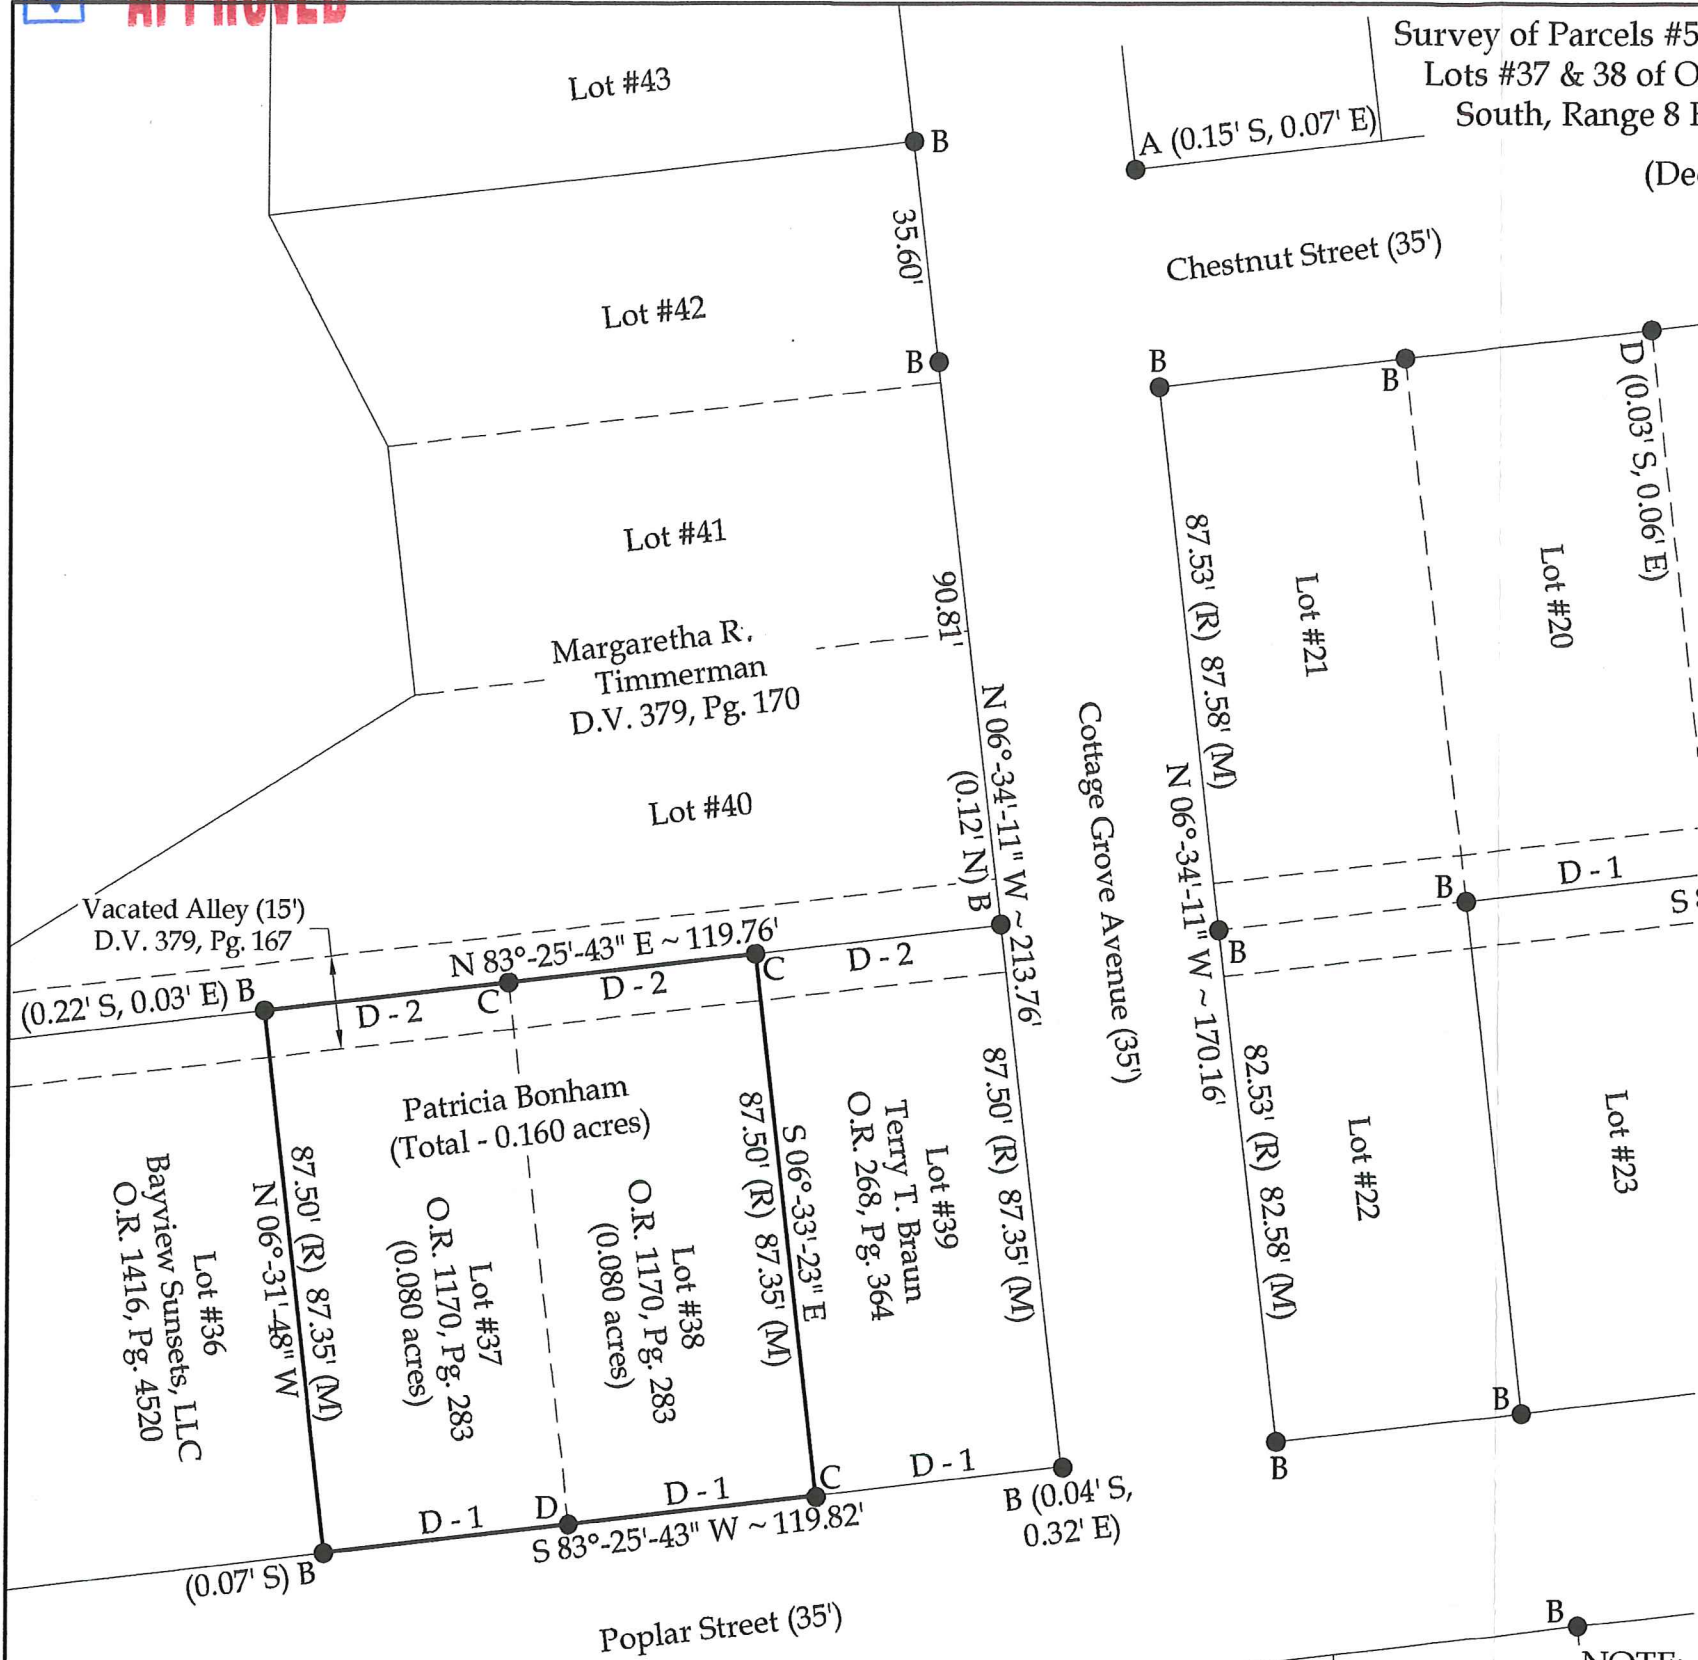 APPROVED
Survey of Parcels #5
Lots #37 & 38 of O
South, Range 8
(De
Lot #43
B
A (0.15' S, 0.07' E)
35.60'
Chestnut Street (35')
Lot #42
B
B
B
D (0.03' S, 0.06' E)
Lot #41
90.81'
87.53' (R) 87.58' (M)
Lot #21
Lot #20
Margaretha R.
Timmerman
D.V. 379, Pg. 170
N 06°-34'-11" W ~ 213.76'
(0.12' N) B
Cottage Grove Avenue (35')
N 06°-34'-11" W ~ 170.16'
Lot #40
B
D - 1
S
B
Vacated Alley (15')
D.V. 379, Pg. 167
N 83°-25'-43" E ~ 119.76'
(0.22' S, 0.03' E) B
D - 2
C
D - 2
C
D - 2
Patricia Bonham
(Total - 0.160 acres)
Lot #36
Bayview Sunsets, LLC
O.R. 1416, Pg. 4520
87.50' (R) 87.35' (M)
N 06°-31'-48" W
Lot #37
O.R. 1170, Pg. 283
(0.080 acres)
Lot #38
O.R. 1170, Pg. 283
(0.080 acres)
S 06°-33'-23" E
87.50' (R) 87.35' (M)
Lot #39
Terry T. Braun
O.R. 268, Pg. 364
87.50' (R) 87.35' (M)
82.53' (R) 82.58' (M)
Lot #22
Lot #23
B
B
D - 1
D
D - 1
C
D - 1
B (0.04' S,
0.32' E)
S 83°-25'-43" W ~ 119.82'
(0.07' S) B
Poplar Street (35')
B
NOTE: